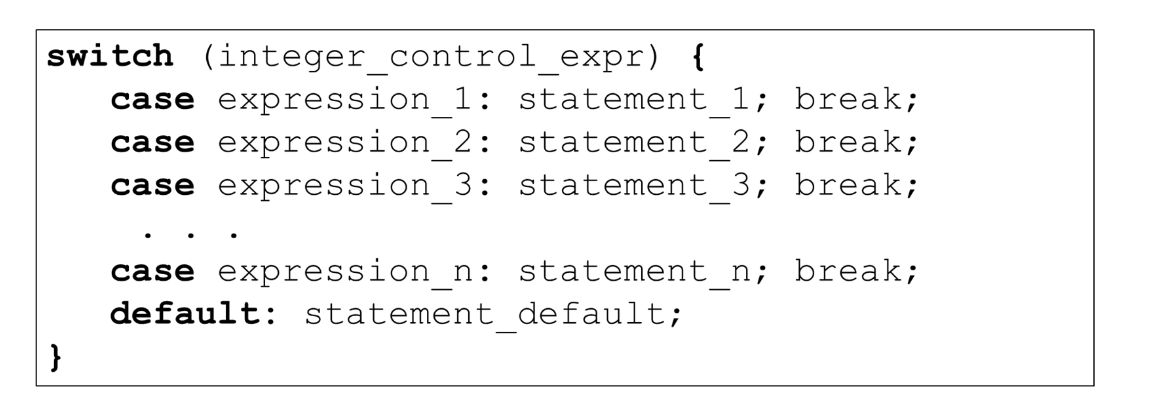 switch (integer_control_expr) {
case expression_1: statement_1; break;
case expression_2: statement_2; break;
case expression_3: statement_3; break;
. . .
case expression_n: statement_n; break;
default: statement_default;
}